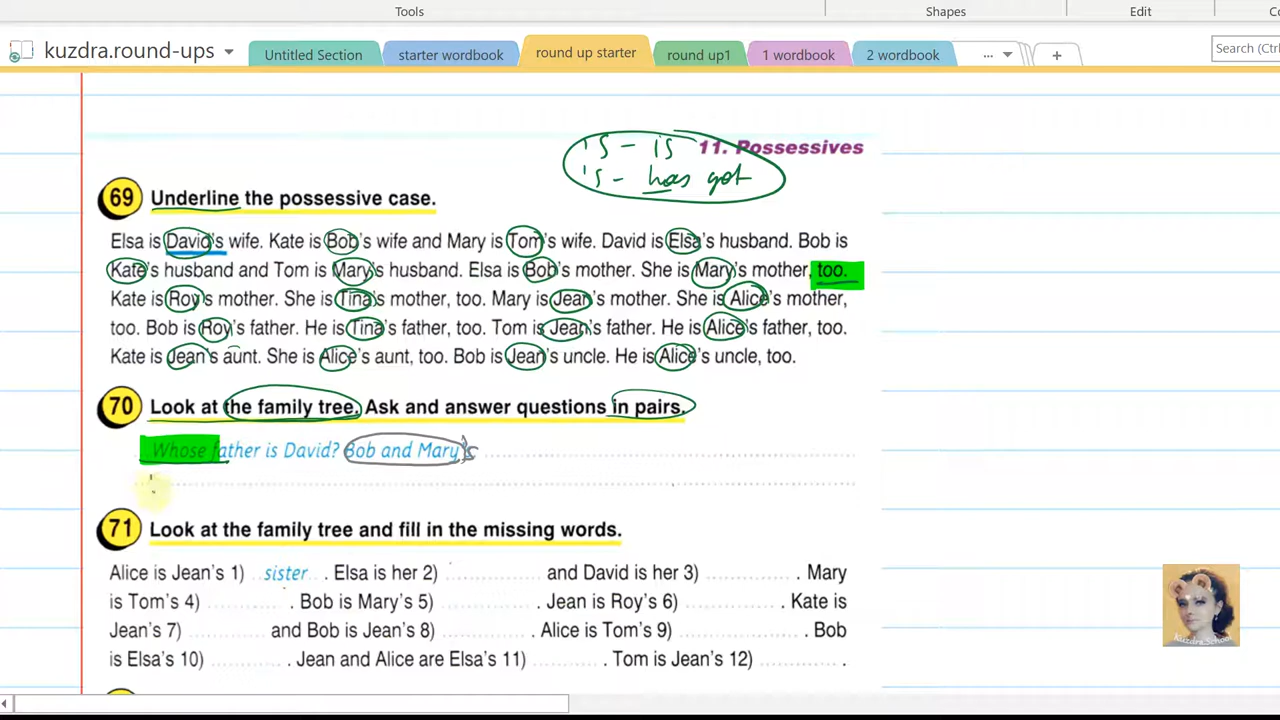 Tools Shapes Edit Co
kuzdra.round-ups Untitled Section starter wordbook round up starter round up1 1 wordbook 2 wordbook ... + Search (Ctrl
's - is
's - has got
11. Possessives
69 Underline the possessive case.
Elsa is David's wife. Kate is Bob's wife and Mary is Tom's wife. David is Elsa's husband. Bob is
Kate's husband and Tom is Mary's husband. Elsa is Bob's mother. She is Mary's mother, too.
Kate is Roy's mother. She is Tina's mother, too. Mary is Jean's mother. She is Alice's mother,
too. Bob is Roy's father. He is Tina's father, too. Tom is Jean's father. He is Alice's father, too.
Kate is Jean's aunt. She is Alice's aunt, too. Bob is Jean's uncle. He is Alice's uncle, too.
70 Look at the family tree. Ask and answer questions in pairs.
Whose father is David? Bob and Mary's
71 Look at the family tree and fill in the missing words.
Alice is Jean's 1) sister . Elsa is her 2) and David is her 3) . Mary
is Tom's 4) . Bob is Mary's 5) . Jean is Roy's 6) . Kate is
Jean's 7) and Bob is Jean's 8) . Alice is Tom's 9) . Bob
is Elsa's 10) . Jean and Alice are Elsa's 11) . Tom is Jean's 12) .
Kuzdra.School